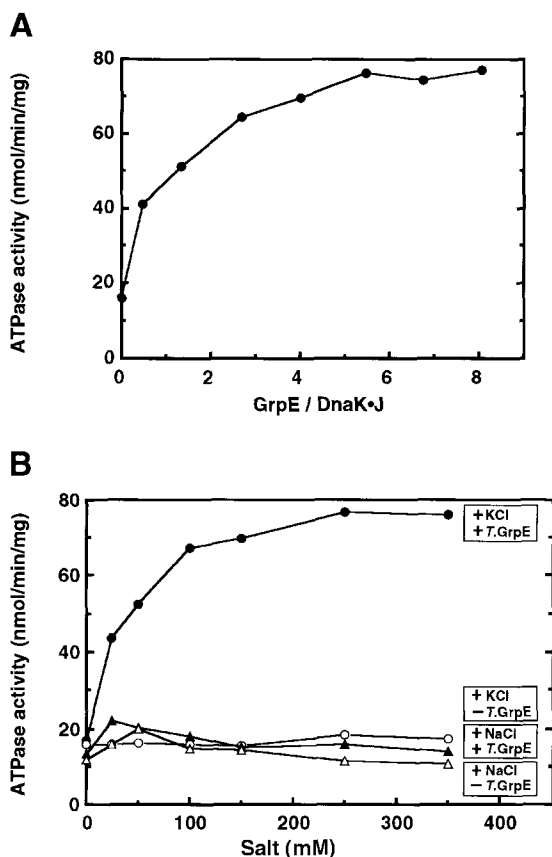 A
ATPase activity (nmol/min/mg)
80
60
40
20
0
0 2 4 6 8
GrpE / DnaK•J
B
ATPase activity (nmol/min/mg)
80
60
40
20
0
+ KCl
+ T.GrpE
+ KCl
− T.GrpE
+ NaCl
+ T.GrpE
+ NaCl
− T.GrpE
0 100 200 300 400
Salt (mM)